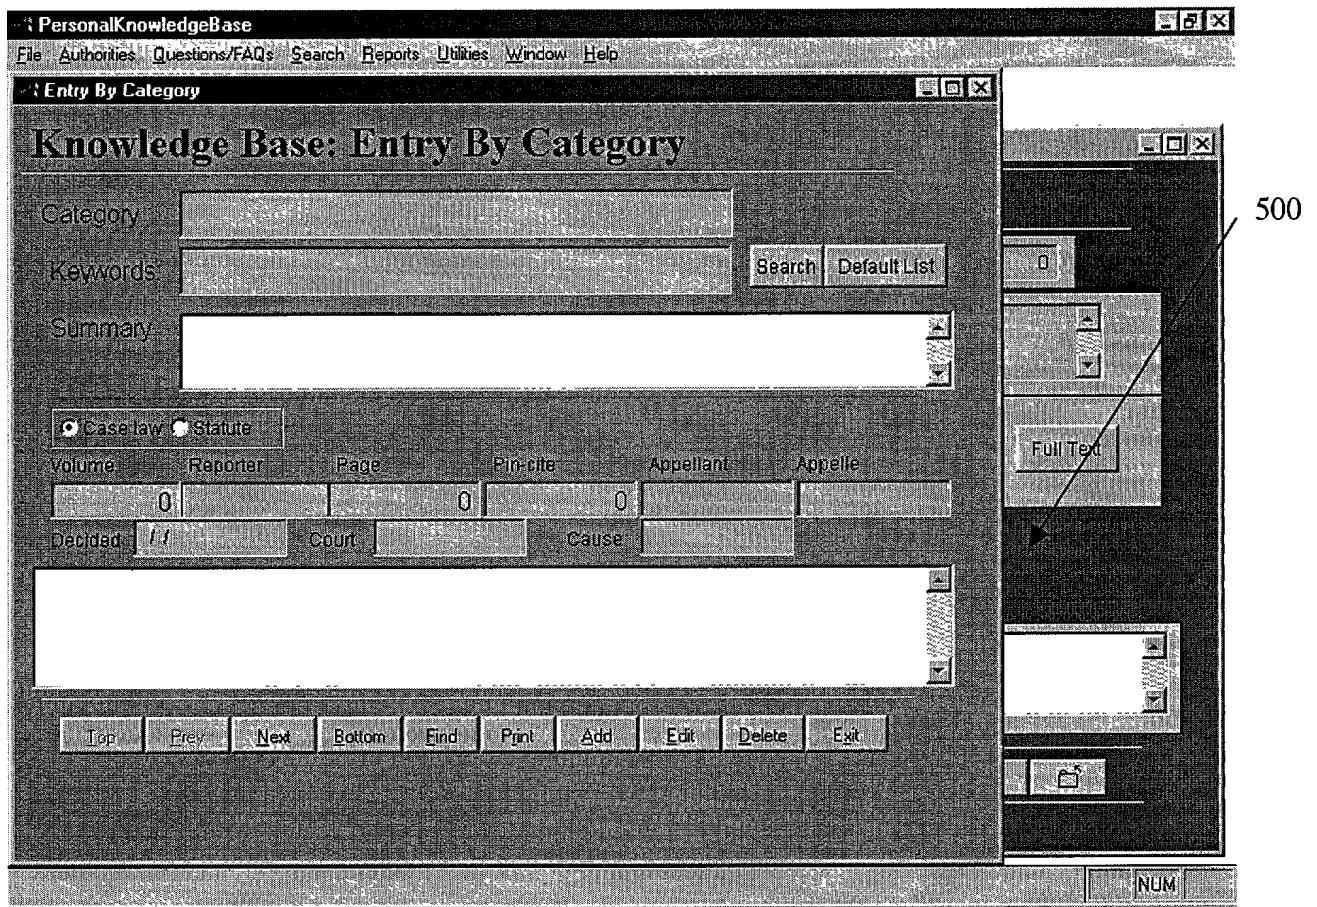 PersonalKnowledgeBase
File Authorities Questions/FAQs Search Reports Utilities Window Help
Entry By Category
Knowledge Base: Entry By Category
500
Category
0
Keywords:
Search Default List
Summary
Case law Statute
Full Text
Volume Reporter Page Pin-cite Appellant Appelle
0 0 0
Decided / / Court Cause
Top Prev Next Bottom Find Print Add Edit Delete Exit
NUM